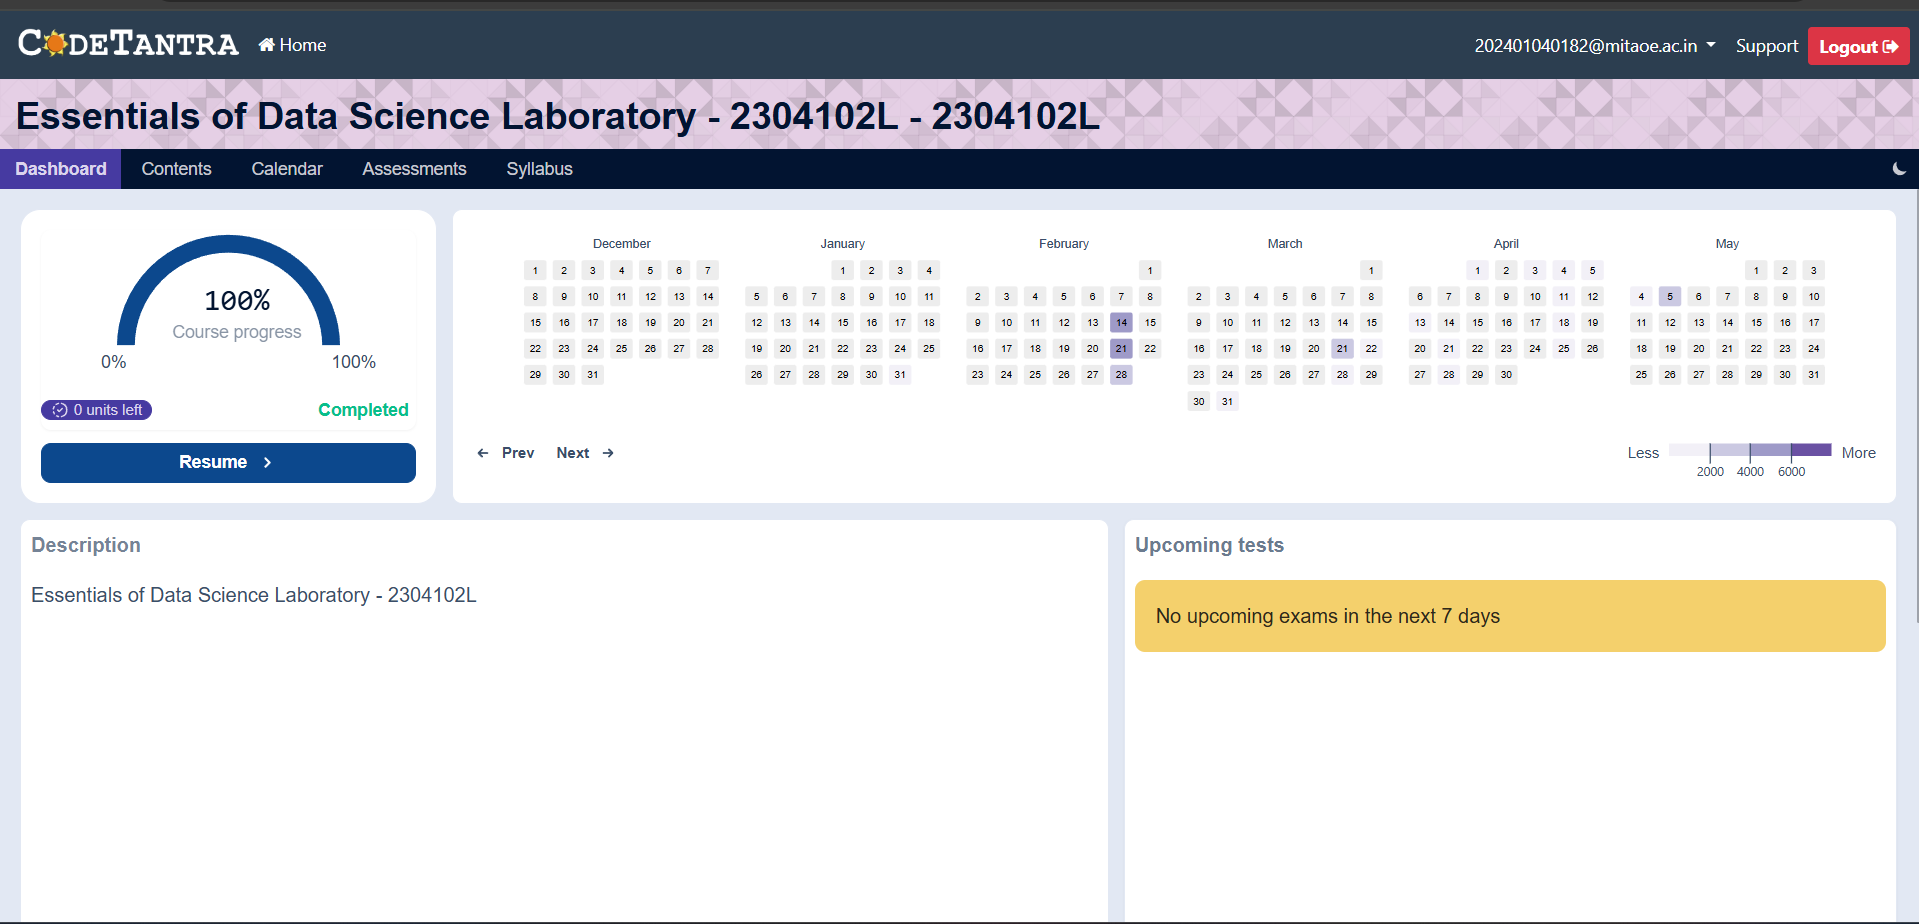 CODETANTRA
Home
202401040182@mitaoe.ac.in
Support
Logout
Essentials of Data Science Laboratory - 2304102L - 2304102L
Dashboard
Contents
Calendar
Assessments
Syllabus
100%
Course progress
0%
100%
0 units left
Completed
Resume
December
1 2 3 4 5 6 7
8 9 10 11 12 13 14
15 16 17 18 19 20 21
22 23 24 25 26 27 28
29 30 31
January
1 2 3 4
5 6 7 8 9 10 11
12 13 14 15 16 17 18
19 20 21 22 23 24 25
26 27 28 29 30 31
February
1
2 3 4 5 6 7 8
9 10 11 12 13 14 15
16 17 18 19 20 21 22
23 24 25 26 27 28
March
1
2 3 4 5 6 7 8
9 10 11 12 13 14 15
16 17 18 19 20 21 22
23 24 25 26 27 28 29
30 31
April
1 2 3 4 5
6 7 8 9 10 11 12
13 14 15 16 17 18 19
20 21 22 23 24 25 26
27 28 29 30
May
1 2 3
4 5 6 7 8 9 10
11 12 13 14 15 16 17
18 19 20 21 22 23 24
25 26 27 28 29 30 31
← Prev
Next →
Less
More
2000 4000 6000
Description
Essentials of Data Science Laboratory - 2304102L
Upcoming tests
No upcoming exams in the next 7 days